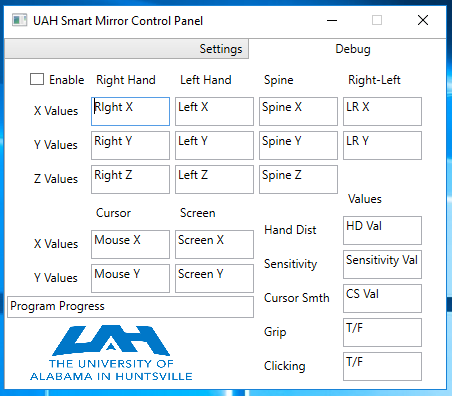 UAH Smart Mirror Control Panel
Settings Debug
Enable Right Hand Left Hand Spine Right-Left
X Values RIght X Left X Spine X LR X
Y Values Right Y Left Y Spine Y LR Y
Z Values Right Z Left Z Spine Z
Values
Cursor Screen
Hand Dist HD Val
X Values Mouse X Screen X
Sensitivity Sensitivity Val
Y Values Mouse Y Screen Y
Cursor Smth CS Val
Program Progress
Grip T/F
UAH
THE UNIVERSITY OF
ALABAMA IN HUNTSVILLE
Clicking T/F